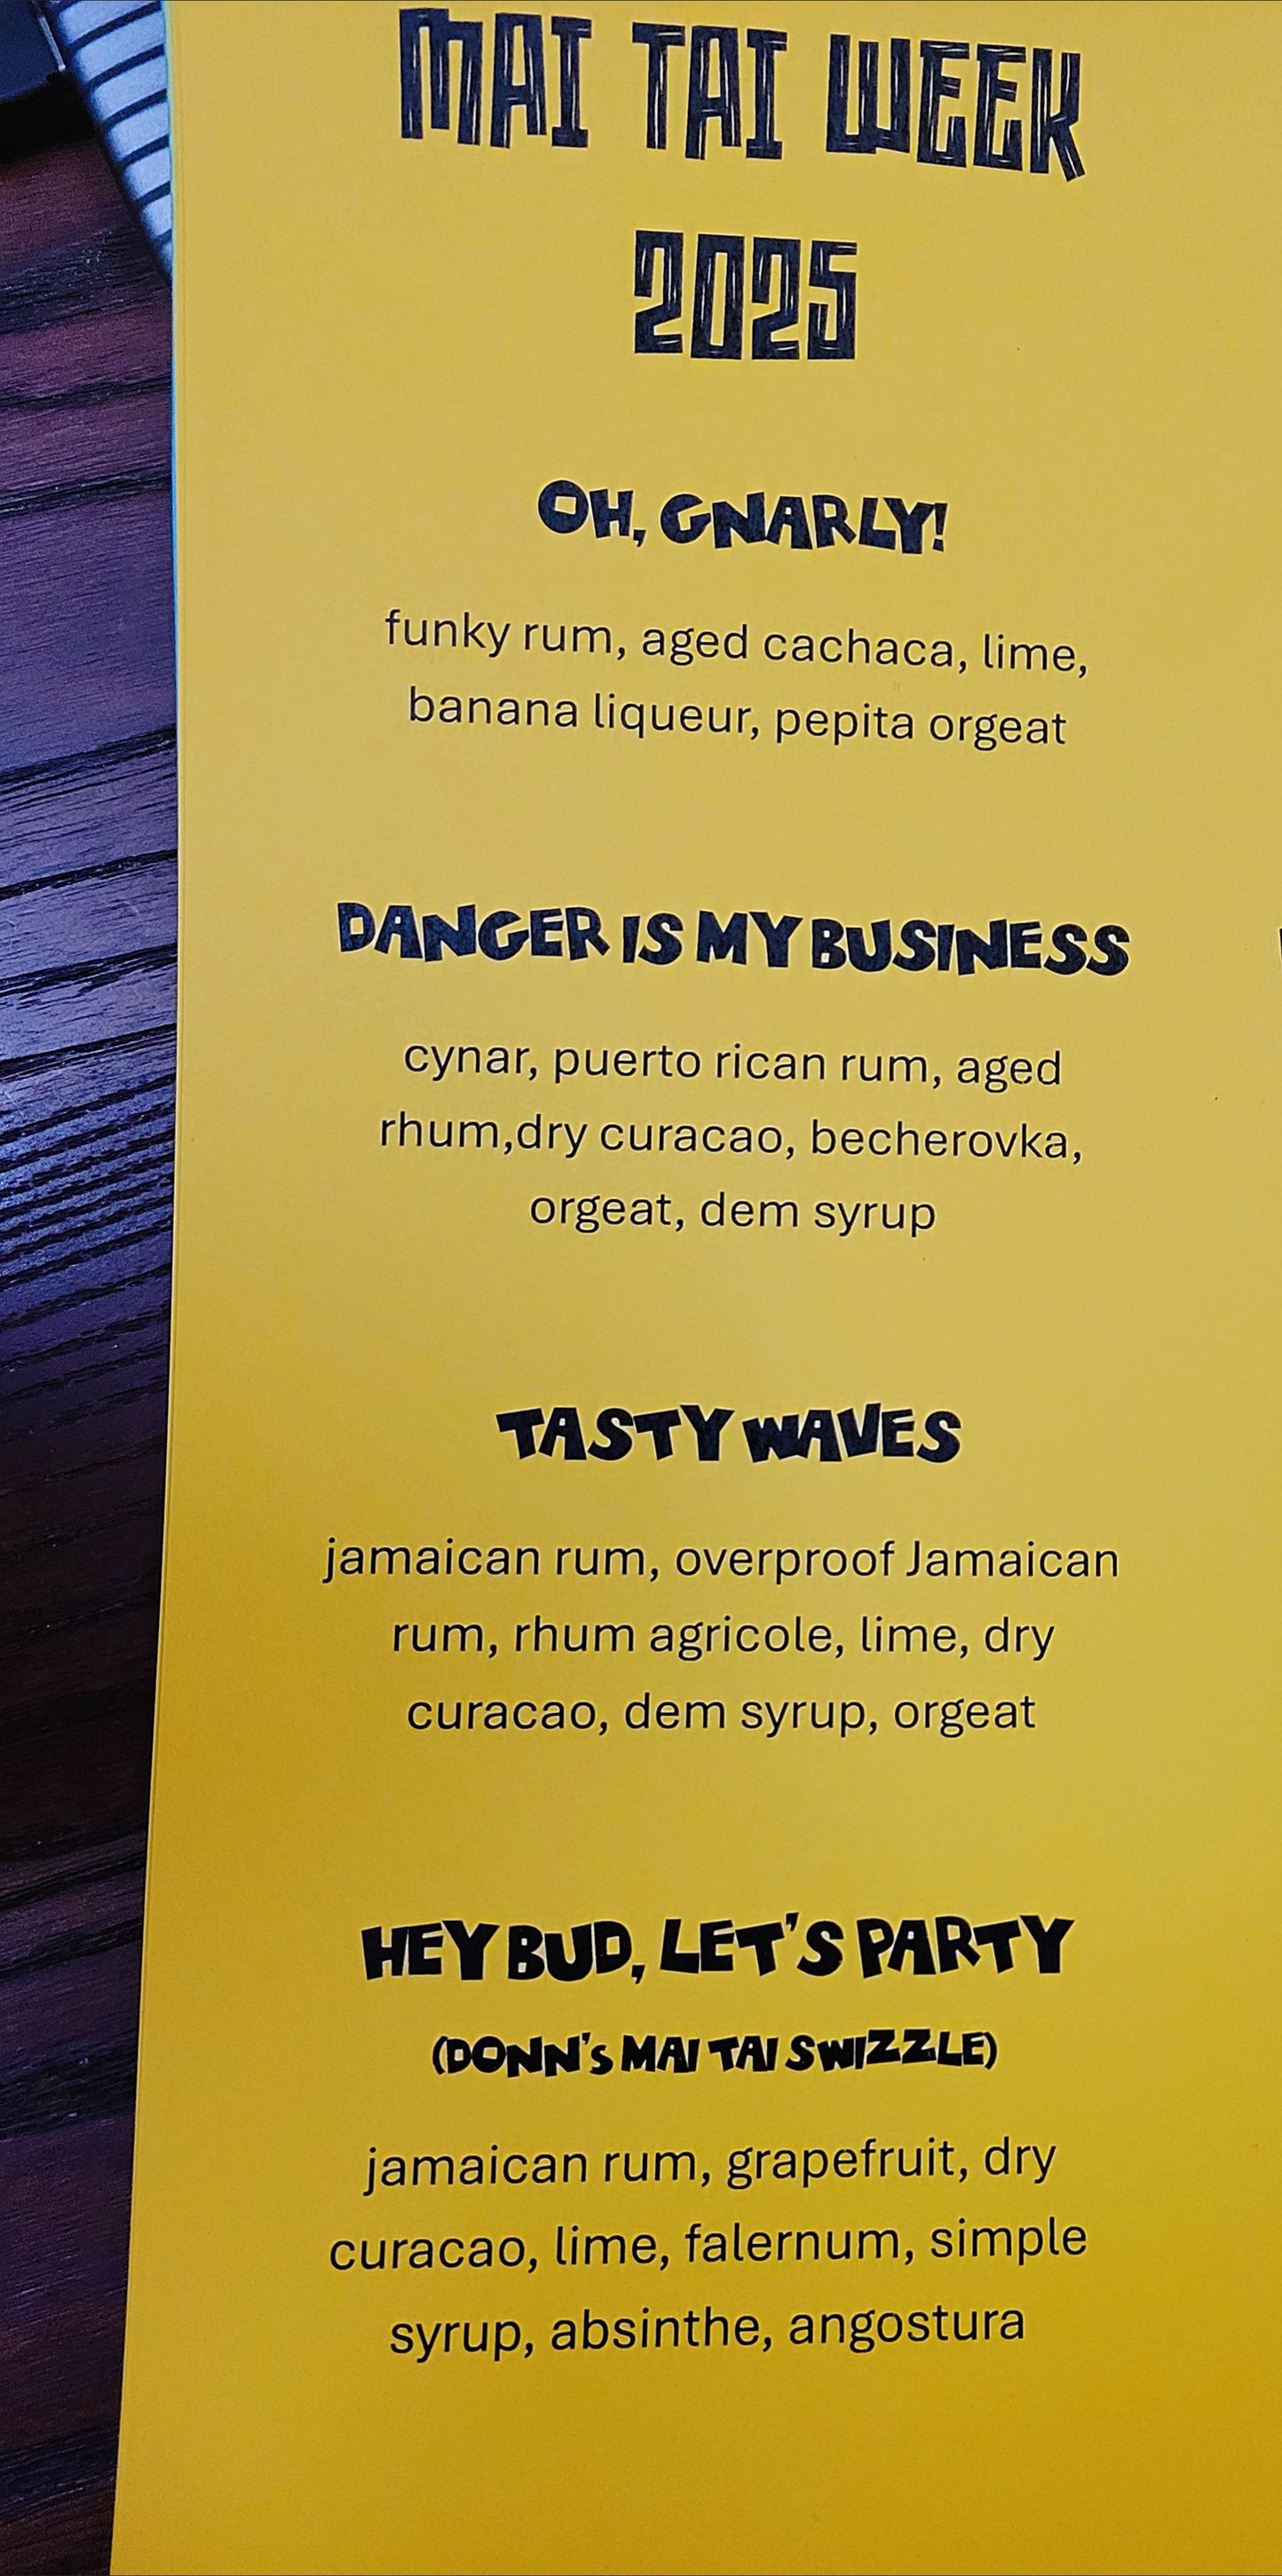 MAI TAI WEEK
2025
OH, GNARLY!
funky rum, aged cachaca, lime,
banana liqueur, pepita orgeat
DANGER IS MY BUSINESS
cynar, puerto rican rum, aged
rhum,dry curacao, becherovka,
orgeat, dem syrup
TASTY WAVES
jamaican rum, overproof Jamaican
rum, rhum agricole, lime, dry
curacao, dem syrup, orgeat
HEY BUD, LET'S PARTY
(DONN'S MAI TAI SWIZZLE)
jamaican rum, grapefruit, dry
curacao, lime, falernum, simple
syrup, absinthe, angostura